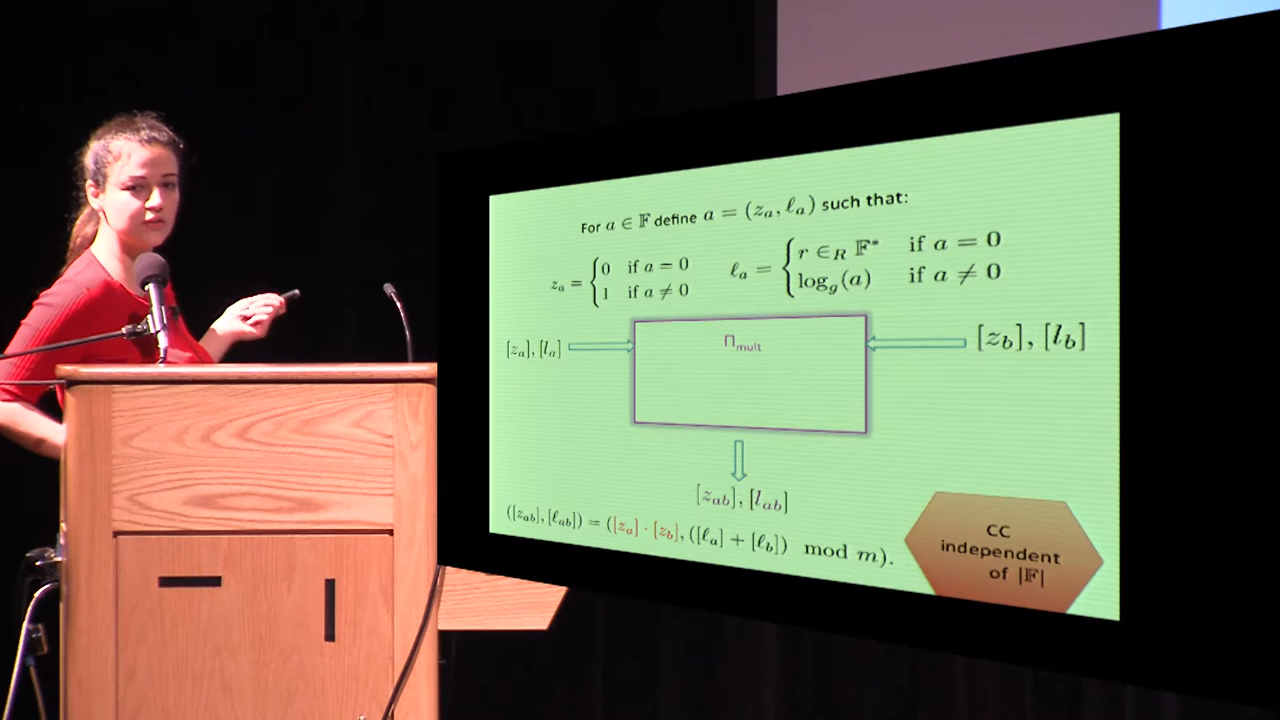 For a ∈ 𝔽 define a = (z_a, ℓ_a) such that:
z_a = { 0 if a = 0
1 if a ≠ 0
ℓ_a = { r ∈_R 𝔽* if a = 0
log_g(a) if a ≠ 0
[z_a], [l_a]
Π_mult
[z_b], [l_b]
[z_ab], [l_ab]
([z_ab], [ℓ_ab]) = ([z_a] · [z_b], ([ℓ_a] + [ℓ_b]) mod m).
CC
independent
of |𝔽|